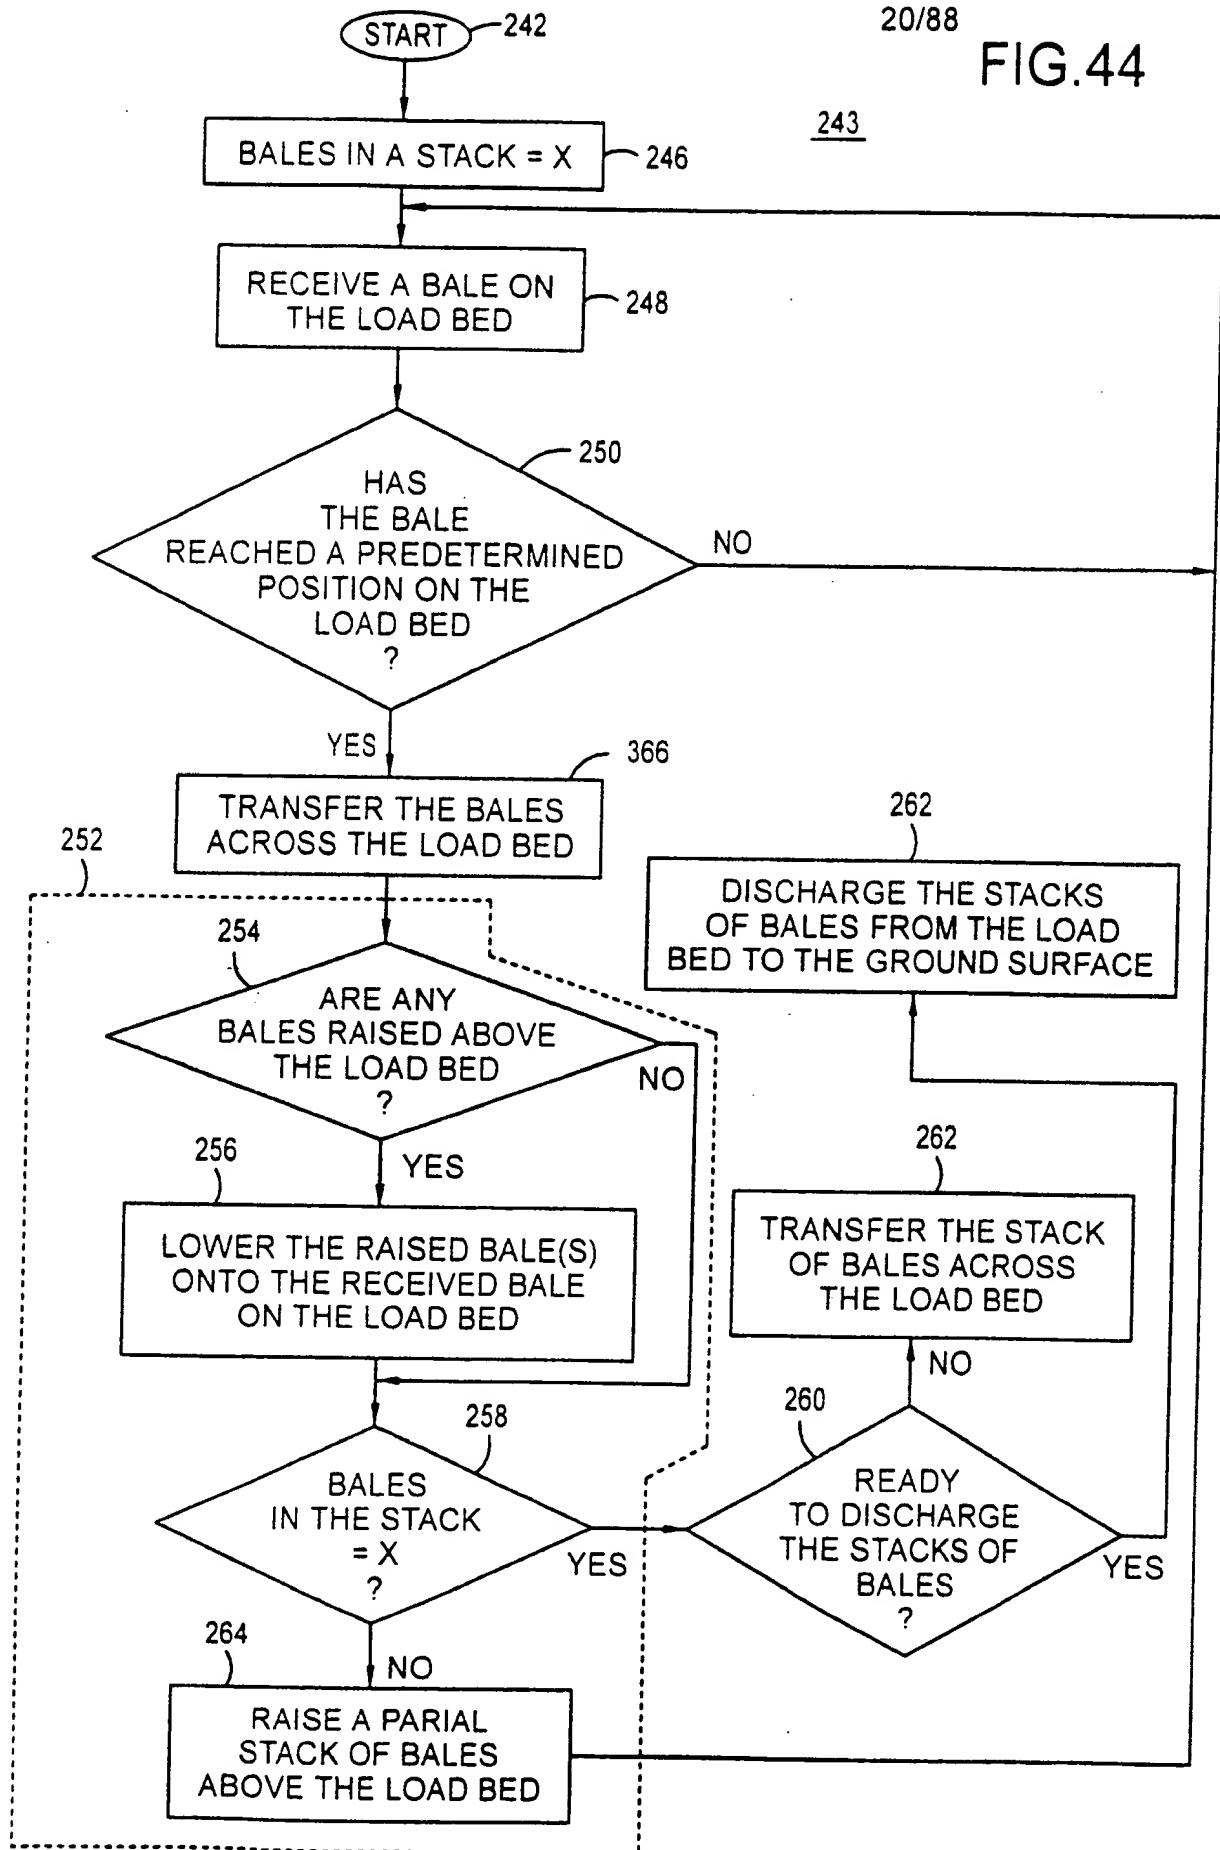 20/88
FIG.44
START
242
243
BALES IN A STACK = X
246
RECEIVE A BALE ON
THE LOAD BED
248
250
HAS
THE BALE
REACHED A PREDETERMINED
POSITION ON THE
LOAD BED
?
NO
YES
366
TRANSFER THE BALES
ACROSS THE LOAD BED
252
262
DISCHARGE THE STACKS
OF BALES FROM THE LOAD
BED TO THE GROUND SURFACE
254
ARE ANY
BALES RAISED ABOVE
THE LOAD BED
?
NO
YES
256
LOWER THE RAISED BALE(S)
ONTO THE RECEIVED BALE
ON THE LOAD BED
262
TRANSFER THE STACK
OF BALES ACROSS
THE LOAD BED
NO
258
BALES
IN THE STACK
= X
?
YES
260
READY
TO DISCHARGE
THE STACKS OF
BALES
?
YES
264
NO
RAISE A PARIAL
STACK OF BALES
ABOVE THE LOAD BED